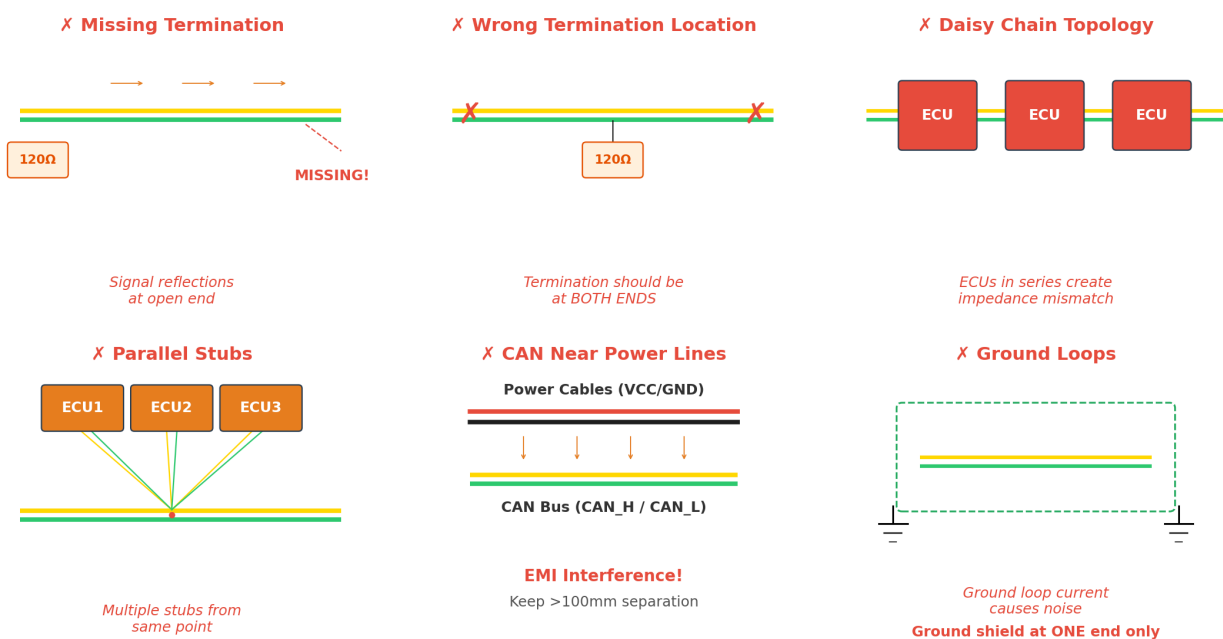 ✗ Missing Termination
120Ω
MISSING!
Signal reflections
at open end
✗ Wrong Termination Location
✗
✗
120Ω
Termination should be
at BOTH ENDS
✗ Daisy Chain Topology
ECU
ECU
ECU
ECUs in series create
impedance mismatch
✗ Parallel Stubs
ECU1
ECU2
ECU3
Multiple stubs from
same point
✗ CAN Near Power Lines
Power Cables (VCC/GND)
CAN Bus (CAN_H / CAN_L)
EMI Interference!
Keep >100mm separation
✗ Ground Loops
Ground loop current
causes noise
Ground shield at ONE end only